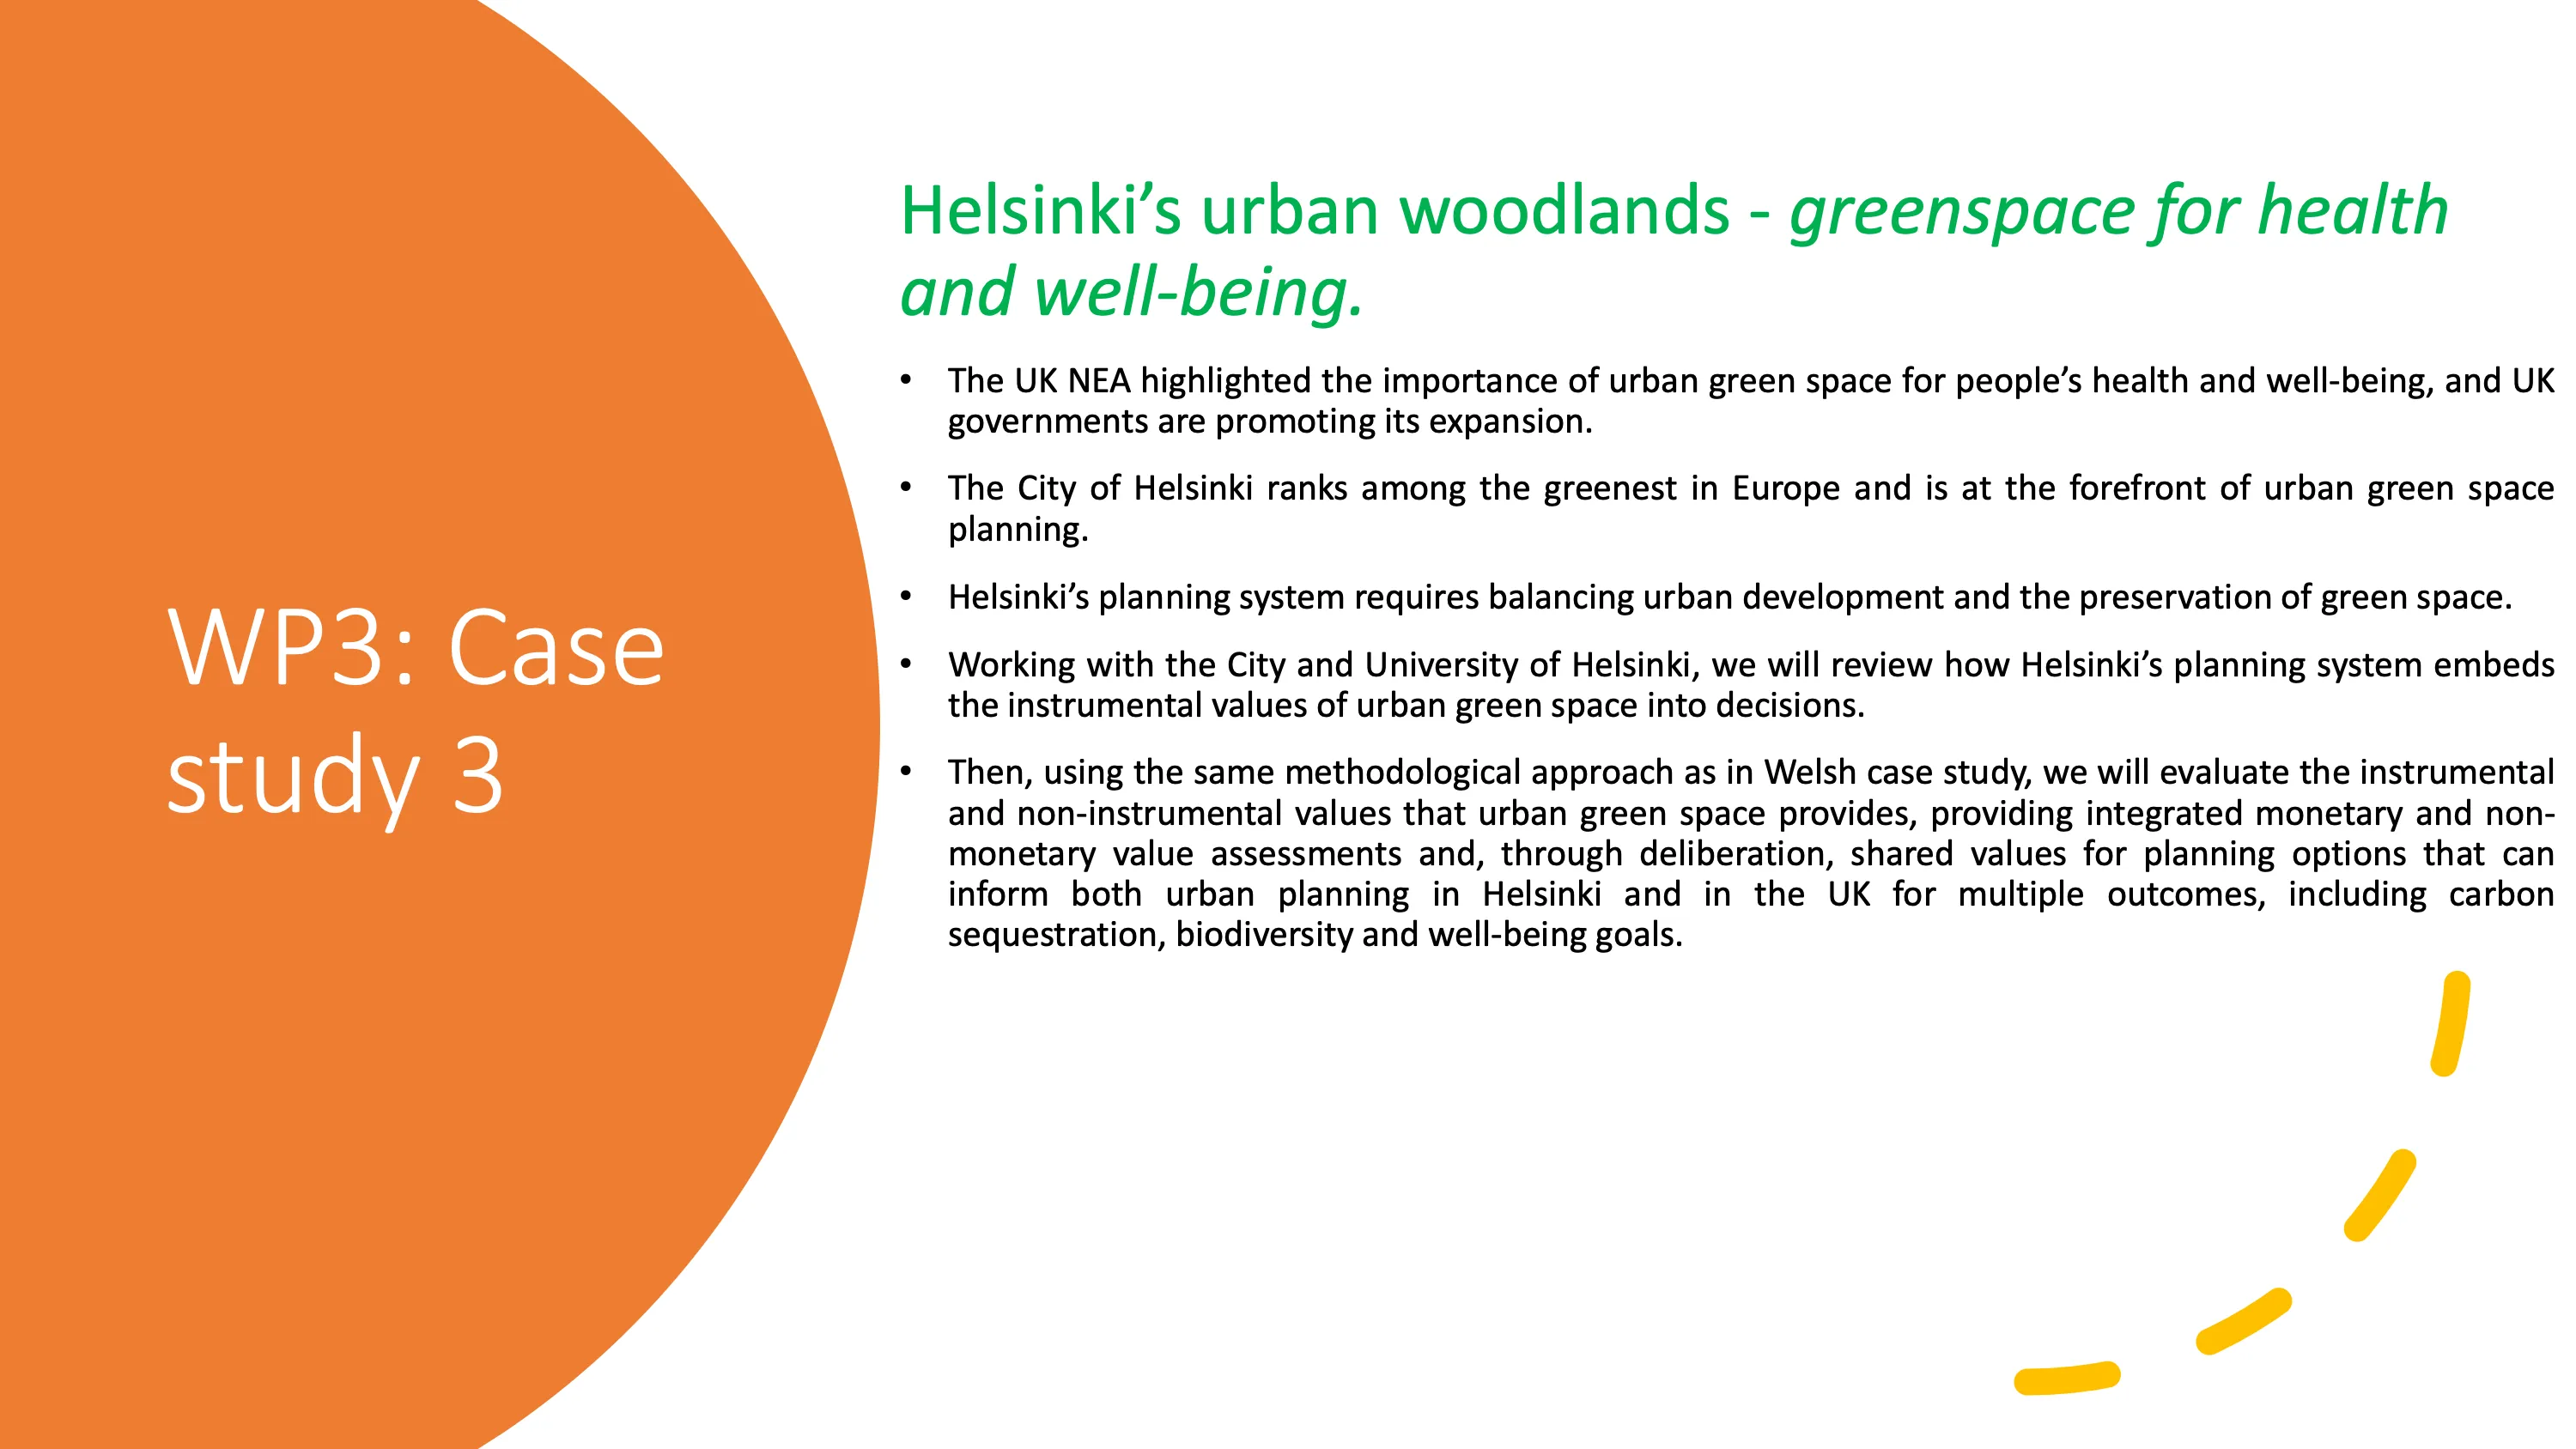 WP3: Case
study 3
Helsinki’s urban woodlands - greenspace for health
and well-being.
• The UK NEA highlighted the importance of urban green space for people’s health and well-being, and UK
governments are promoting its expansion.
• The City of Helsinki ranks among the greenest in Europe and is at the forefront of urban green space
planning.
• Helsinki’s planning system requires balancing urban development and the preservation of green space.
• Working with the City and University of Helsinki, we will review how Helsinki’s planning system embeds
the instrumental values of urban green space into decisions.
• Then, using the same methodological approach as in Welsh case study, we will evaluate the instrumental
and non-instrumental values that urban green space provides, providing integrated monetary and non-
monetary value assessments and, through deliberation, shared values for planning options that can
inform both urban planning in Helsinki and in the UK for multiple outcomes, including carbon
sequestration, biodiversity and well-being goals.